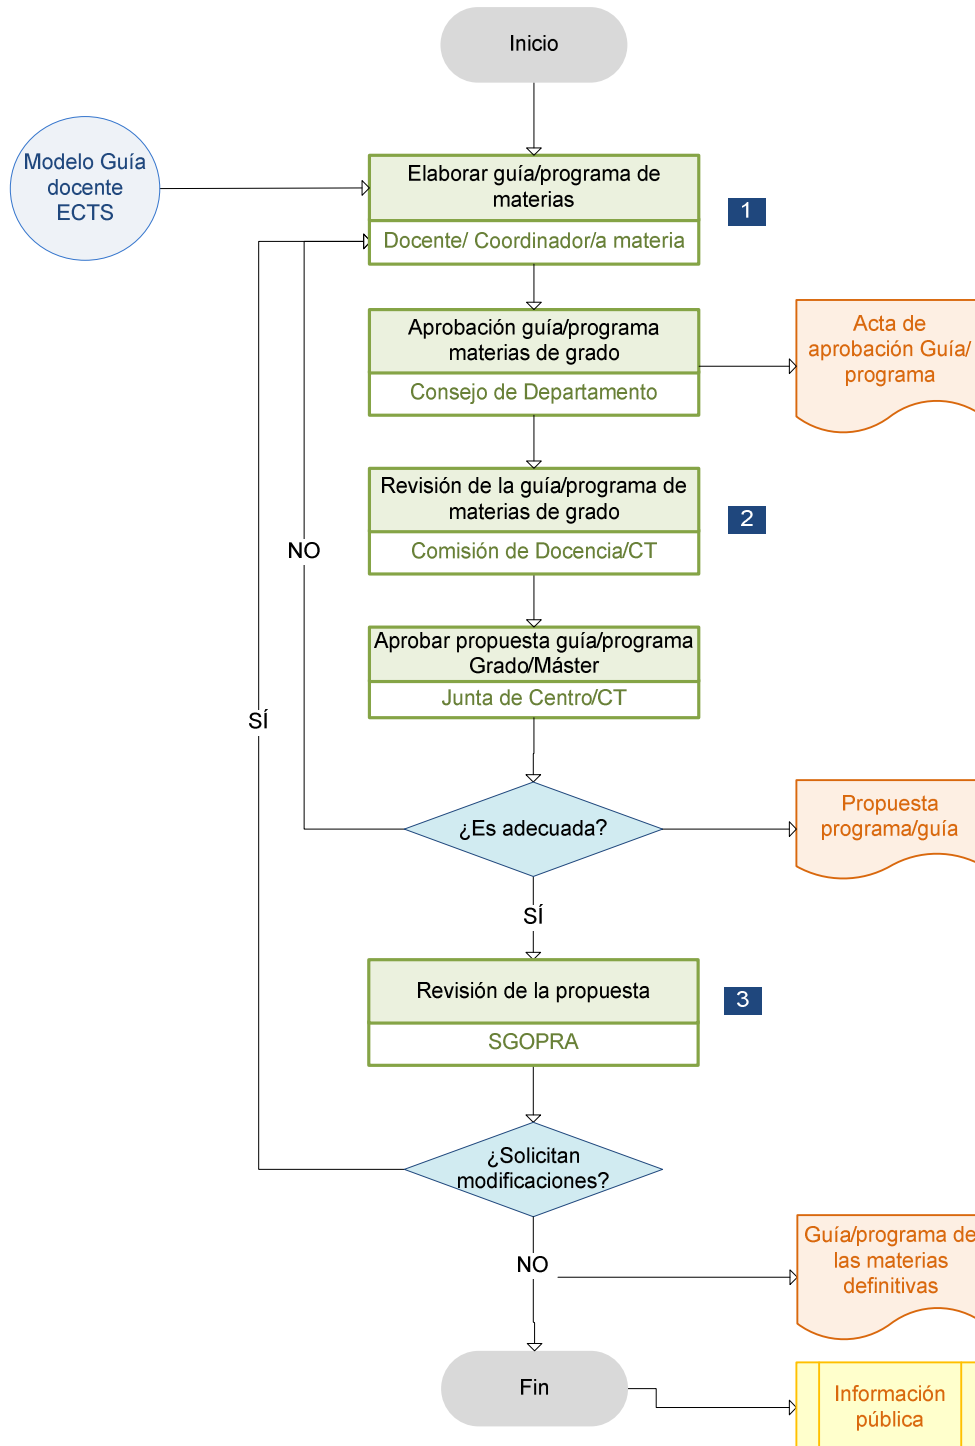 Inicio
Modelo Guía
docente
ECTS
Elaborar guía/programa de
materias
1
Docente/ Coordinador/a materia
Aprobación guía/programa
materias de grado
Consejo de Departamento
Acta de
aprobación Guía/
programa
Revisión de la guía/programa de
materias de grado
2
Comisión de Docencia/CT
NO
Aprobar propuesta guía/programa
Grado/Máster
Junta de Centro/CT
SÍ
¿Es adecuada?
Propuesta
programa/guía
SÍ
Revisión de la propuesta
3
SGOPRA
¿Solicitan
modificaciones?
NO
Guía/programa de
las materias
definitivas
Fin
Información
pública